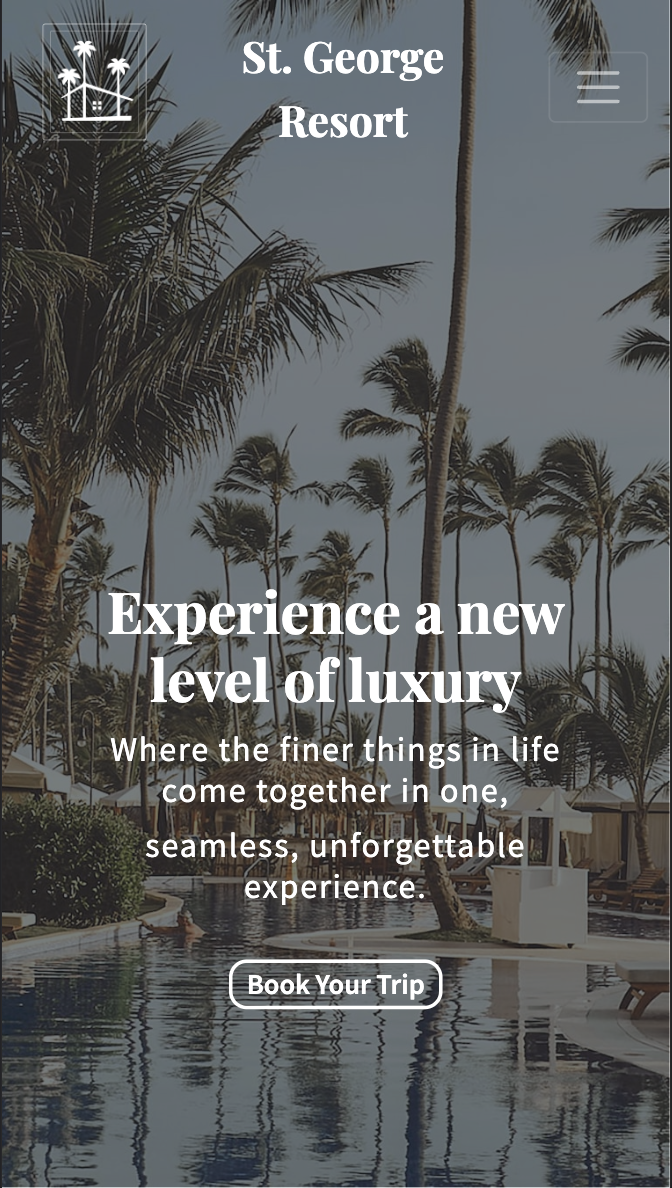 St. George
Resort
Experience a new
level of luxury
Where the finer things in life
come together in one,
seamless, unforgettable
experience.
Book Your Trip